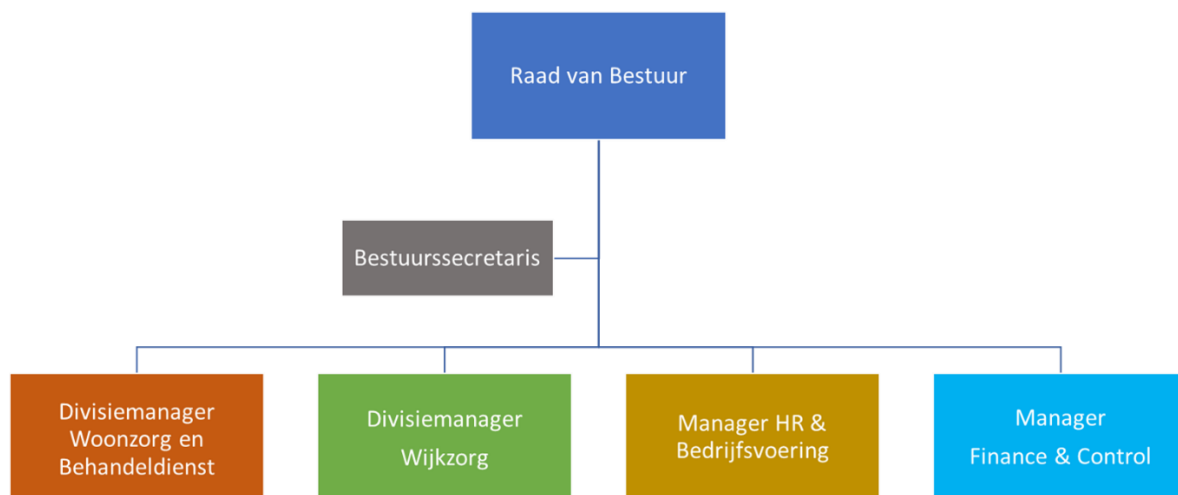 Raad van Bestuur
Bestuurssecretaris
Divisiemanager
Woonzorg en
Behandeldienst
Divisiemanager
Wijkzorg
Manager HR &
Bedrijfsvoering
Manager
Finance & Control